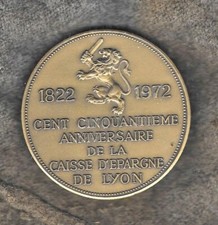 1822 1972
CENT CINQUANTIEME
ANNIVERSAIRE
DE LA
CAISSE D'EPARGNE
DE LYON